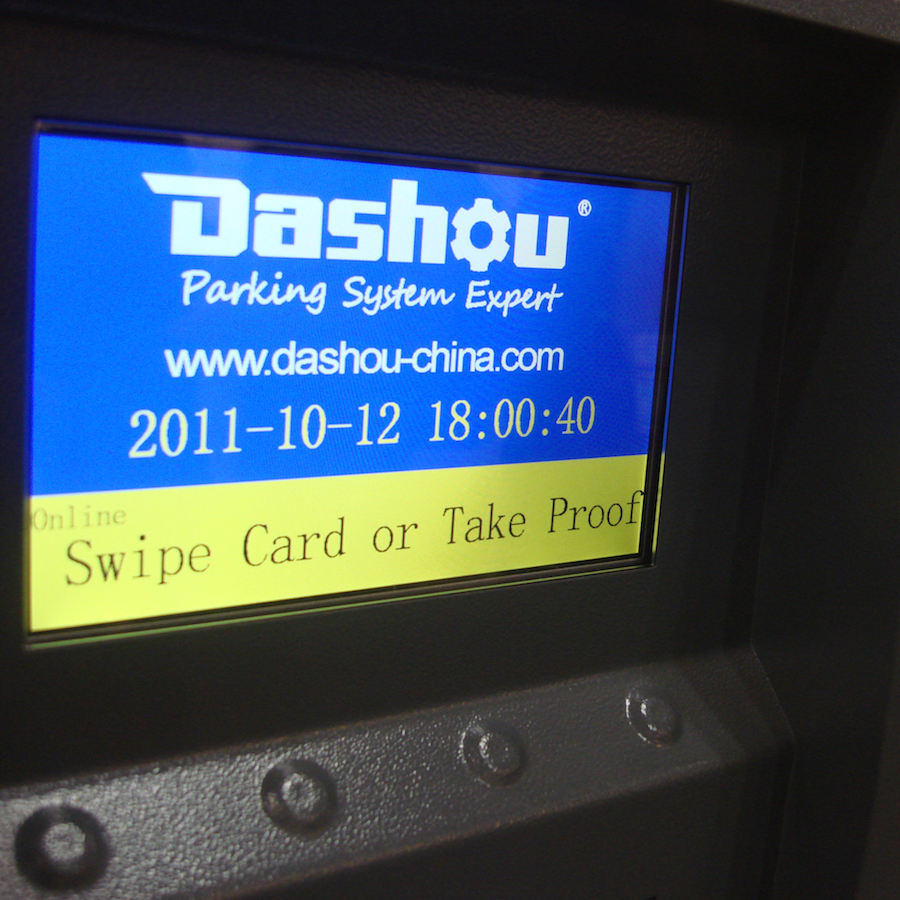 Dashou®
Parking System Expert
www.dashou-china.com
2011-10-12 18:00:40
Online
Swipe Card or Take Proof